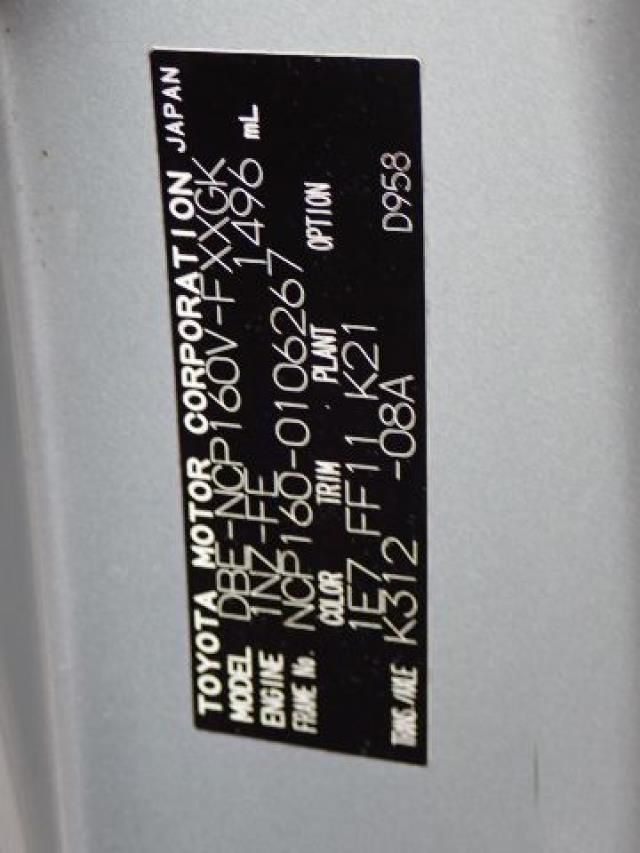 TOYOTA MOTOR CORPORATION JAPAN
MODEL DBE-NCP160V-FXXGK
ENGINE 1NZ-FE 1496 mL
FRAME No. NCP160-0106267
COLOR TRIM PLANT OPTION
1E7 FF11 K21
TRANS./AXLE K312 -08A D958